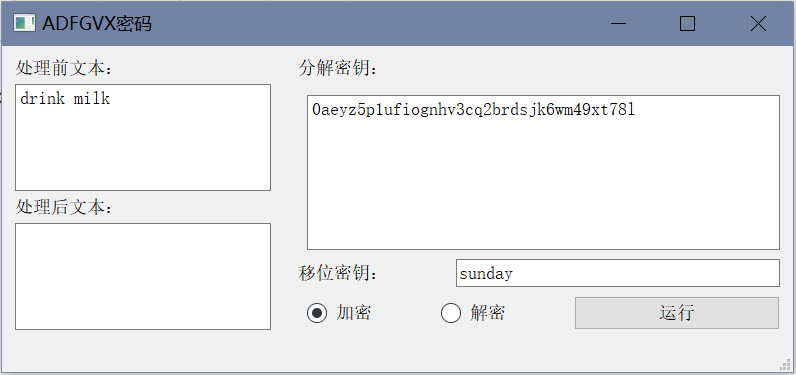 ADFGVX密码
处理前文本:
分解密钥:
drink milk
0aeyz5p1ufiognhv3cq2brdsjk6wm49xt78l
处理后文本:
移位密钥:
sunday
加密
解密
运行